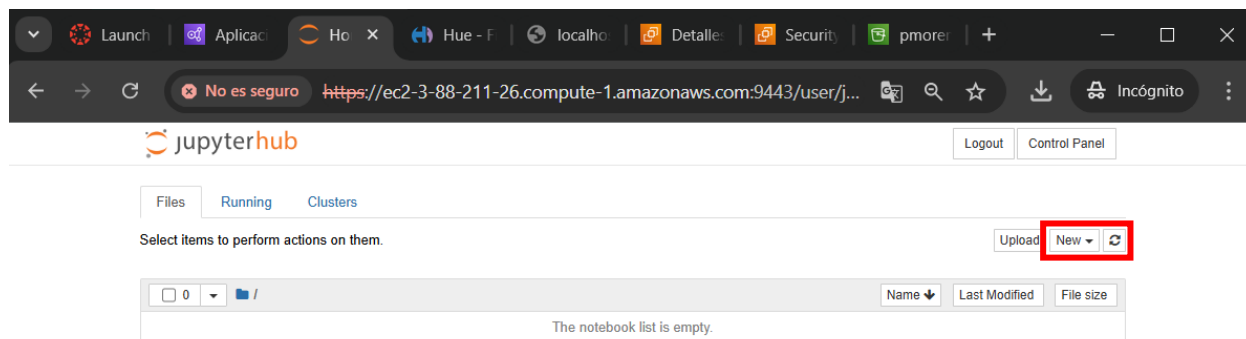 Launch Aplicaci Ho Hue - F localho Detalle Security pmorer
No es seguro https://ec2-3-88-211-26.compute-1.amazonaws.com:9443/user/j... Incógnito
jupyterhub Logout Control Panel
Files Running Clusters
Select items to perform actions on them. Upload New
0 / Name Last Modified File size
The notebook list is empty.